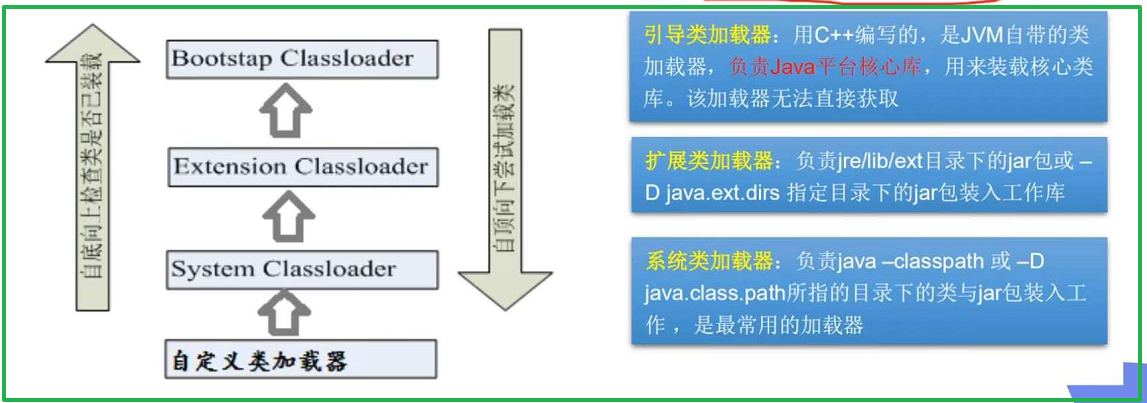 自底向上检查类是否已装载
Bootstap Classloader
Extension Classloader
System Classloader
自定义类加载器
自顶向下尝试加载类
引导类加载器：用C++编写的，是JVM自带的类
加载器，负责Java平台核心库，用来装载核心类
库。该加载器无法直接获取
扩展类加载器：负责jre/lib/ext目录下的jar包或 –
D java.ext.dirs 指定目录下的jar包装入工作库
系统类加载器：负责java –classpath 或 –D
java.class.path所指的目录下的类与jar包装入工
作 ，是最常用的加载器